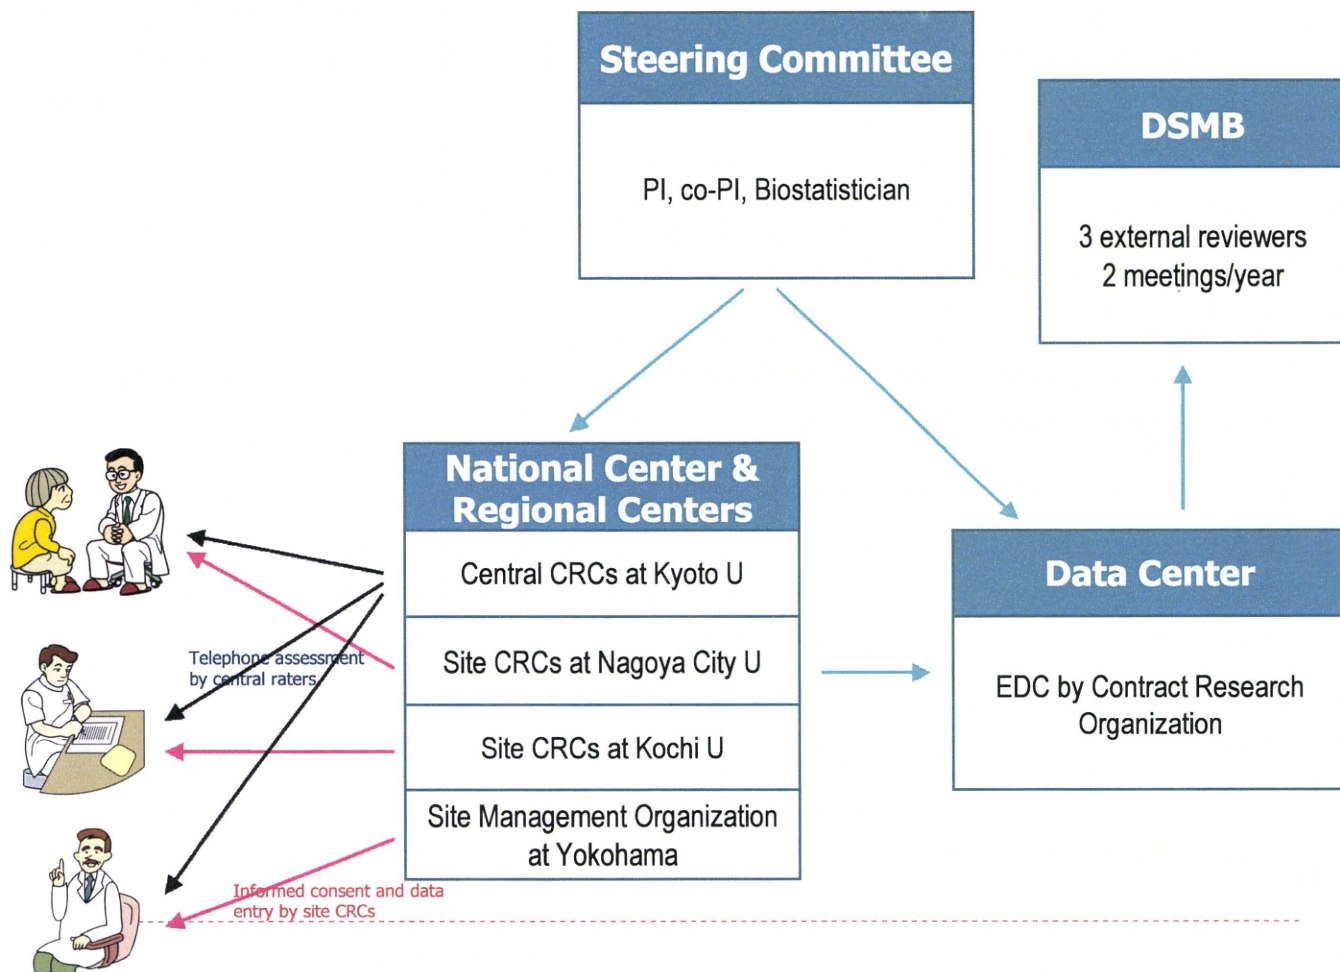 Steering Committee
PI, co-PI, Biostatistician
DSMB
3 external reviewers
2 meetings/year
National Center &
Regional Centers
Central CRCs at Kyoto U
Site CRCs at Nagoya City U
Site CRCs at Kochi U
Site Management Organization
at Yokohama
Data Center
EDC by Contract Research
Organization
Telephone assessment
by central raters
Informed consent and data
entry by site CRCs